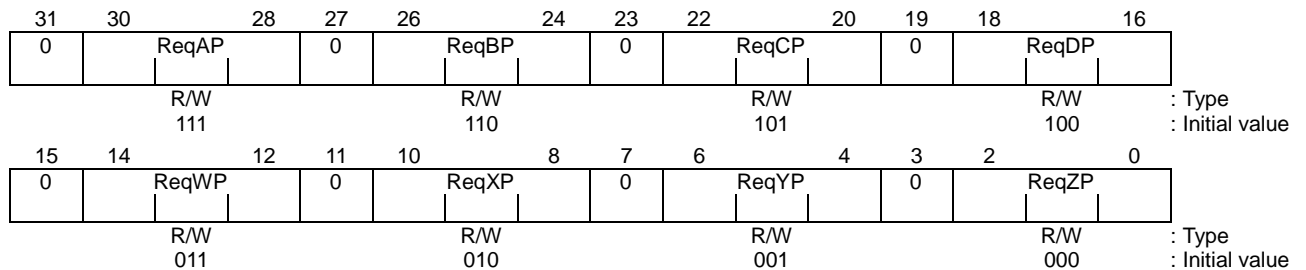 31 30 28 27 26 24 23 22 20 19 18 16
0 ReqAP 0 ReqBP 0 ReqCP 0 ReqDP
R/W R/W R/W R/W : Type
111 110 101 100 : Initial value
15 14 12 11 10 8 7 6 4 3 2 0
0 ReqWP 0 ReqXP 0 ReqYP 0 ReqZP
R/W R/W R/W R/W : Type
011 010 001 000 : Initial value